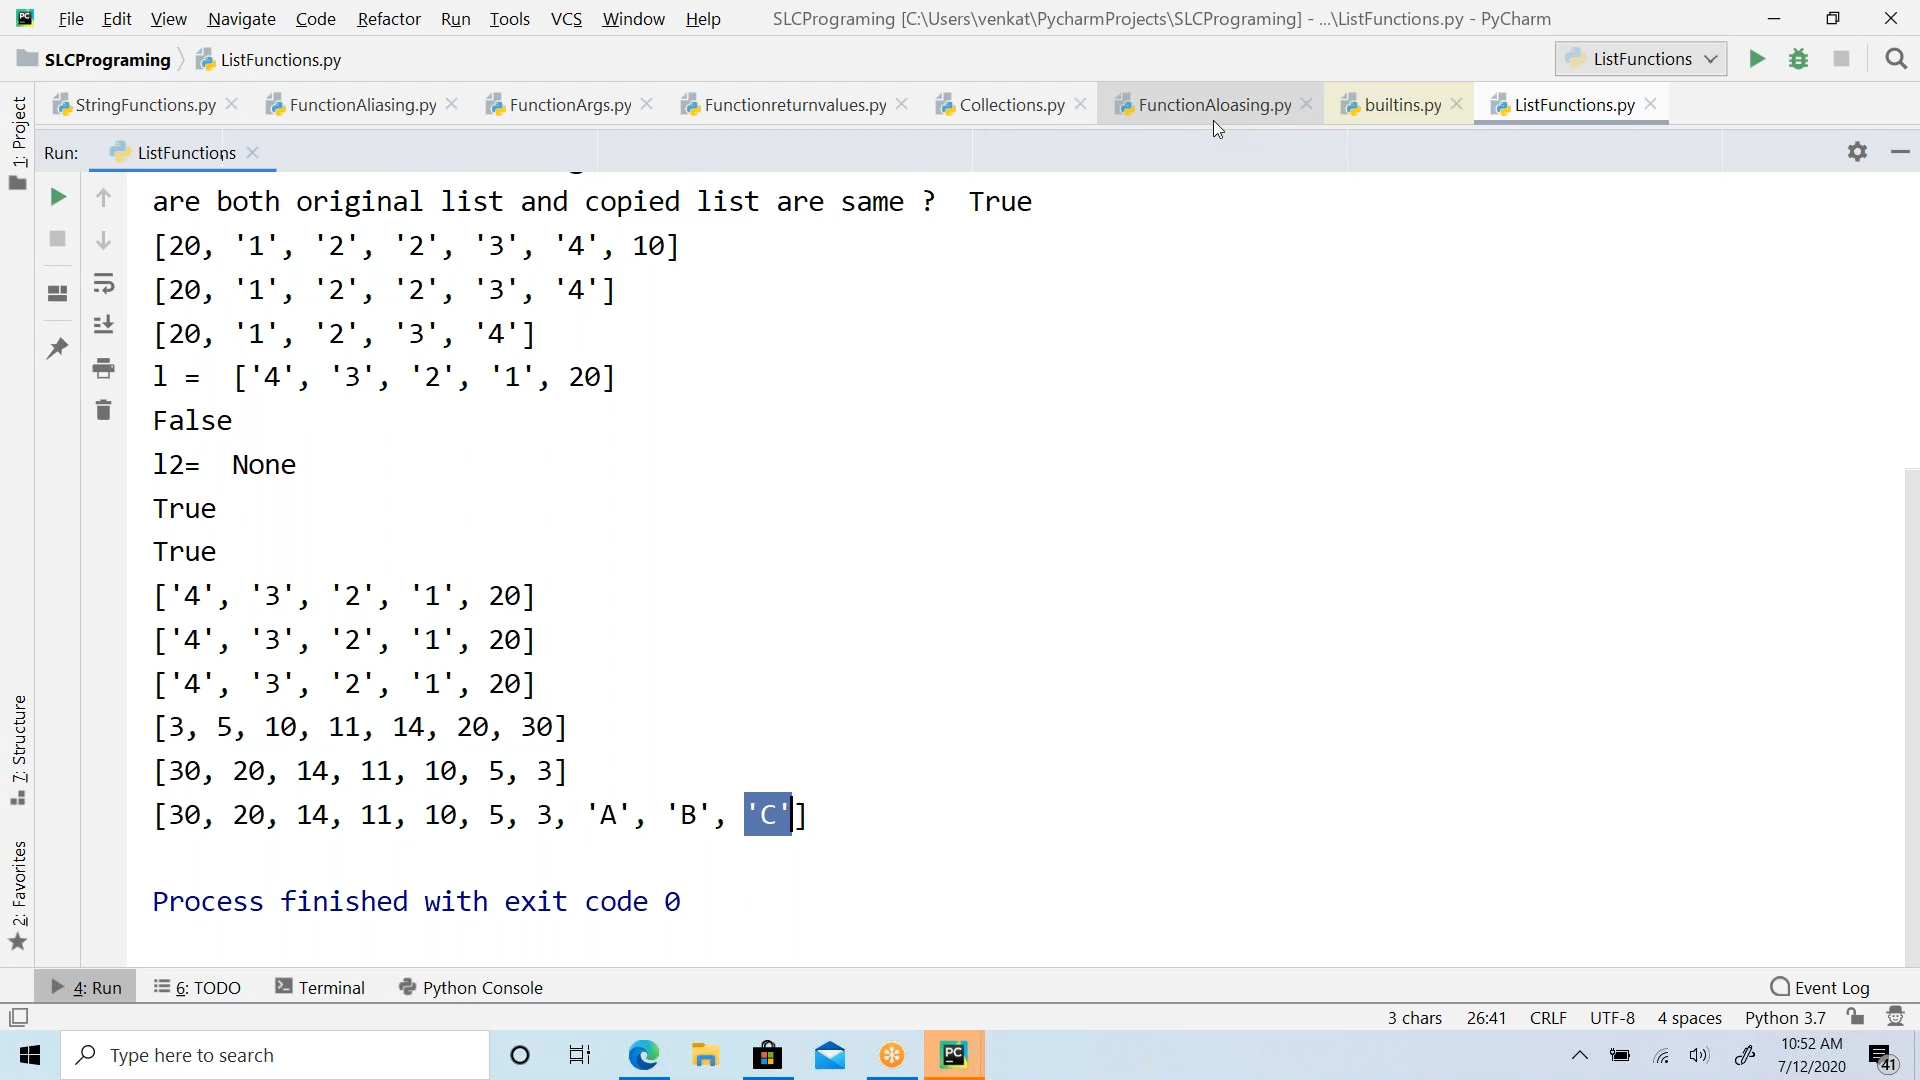 File Edit View Navigate Code Refactor Run Tools VCS Window Help SLCPrograming [C:\Users\venkat\PycharmProjects\SLCPrograming] - ...\ListFunctions.py - PyCharm
SLCPrograming ListFunctions.py ListFunctions
StringFunctions.py FunctionAliasing.py FunctionArgs.py Functionreturnvalues.py Collections.py FunctionAloasing.py builtins.py ListFunctions.py
Run: ListFunctions
1: Project
are both original list and copied list are same ?  True
[20, '1', '2', '2', '3', '4', 10]
[20, '1', '2', '2', '3', '4']
[20, '1', '2', '3', '4']
l =  ['4', '3', '2', '1', 20]
False
l2=  None
True
True
['4', '3', '2', '1', 20]
['4', '3', '2', '1', 20]
['4', '3', '2', '1', 20]
[3, 5, 10, 11, 14, 20, 30]
[30, 20, 14, 11, 10, 5, 3]
[30, 20, 14, 11, 10, 5, 3, 'A', 'B', 'C']
Process finished with exit code 0
7: Structure
2: Favorites
4: Run 6: TODO Terminal Python Console Event Log
3 chars 26:41 CRLF UTF-8 4 spaces Python 3.7
Type here to search
PC
10:52 AM
7/12/2020
41